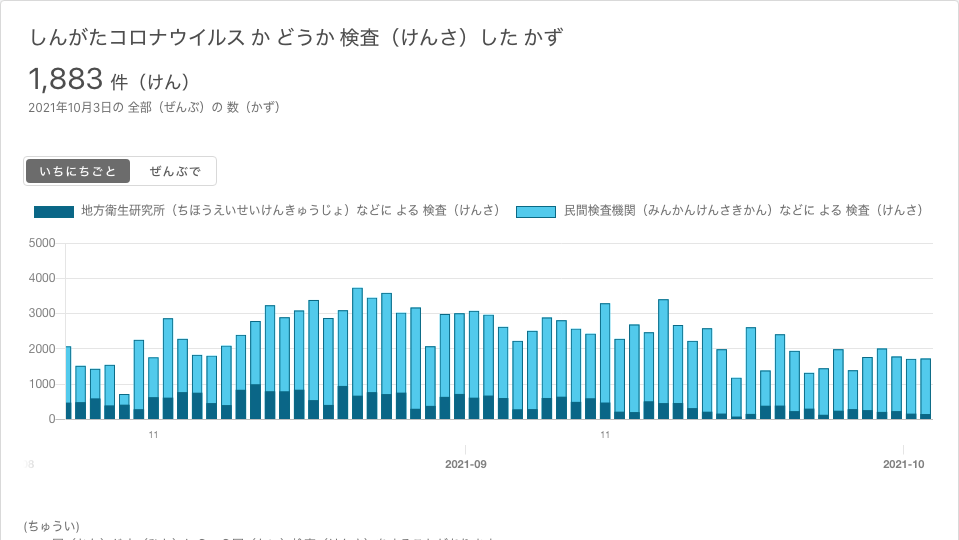 しんがたコロナウイルス か どうか 検査（けんさ）した かず
1,883 件（けん）
2021年10月3日の 全部（ぜんぶ）の 数（かず）
いちにちごと ぜんぶで
地方衛生研究所（ちほうえいせいけんきゅうじょ）などに よる 検査（けんさ） 民間検査機関（みんかんけんさきかん）などに よる 検査（けんさ）
5000
4000
3000
2000
1000
0
11 11
2021-09 2021-10
(ちゅうい)